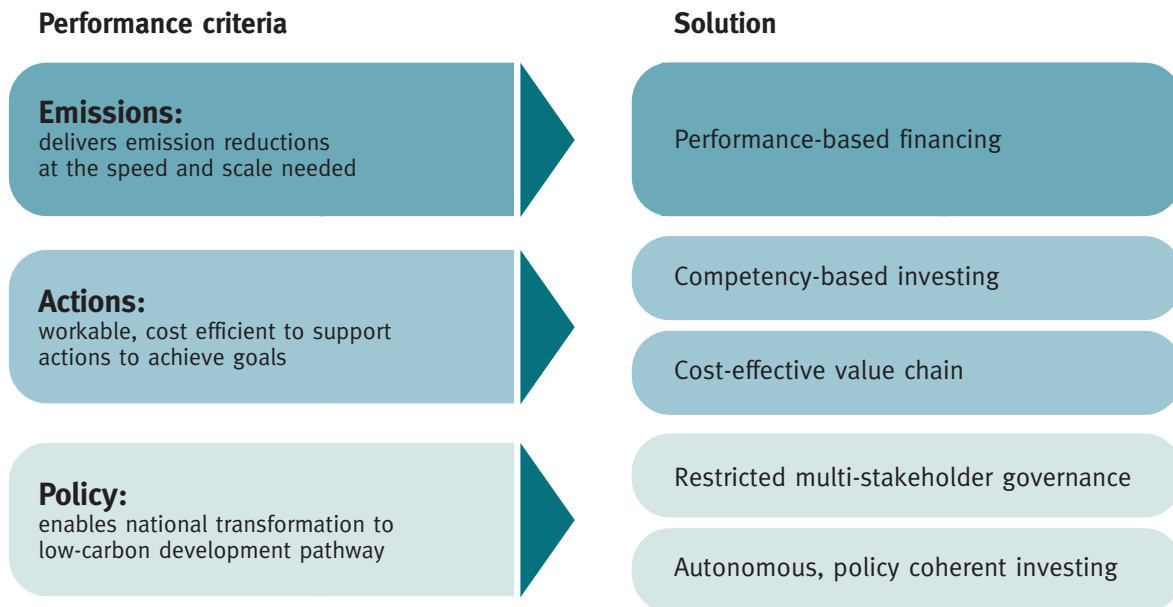 Performance criteria
Solution
Emissions:
delivers emission reductions
at the speed and scale needed
Performance-based financing
Actions:
workable, cost efficient to support
actions to achieve goals
Competency-based investing
Cost-effective value chain
Policy:
enables national transformation to
low-carbon development pathway
Restricted multi-stakeholder governance
Autonomous, policy coherent investing